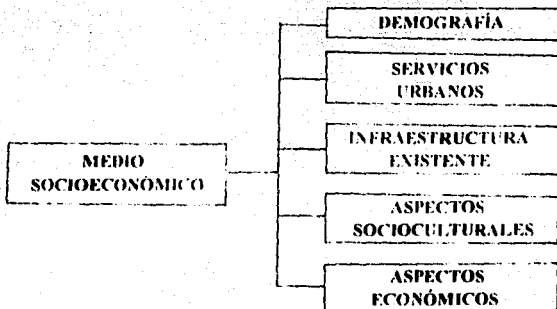 DEMOGRAFÍA
SERVICIOS
URBANOS
INFRAESTRUCTURA
EXISTENTE
MEDIO
SOCIOECONÓMICO
ASPECTOS
SOCIOCULTURALES
ASPECTOS
ECONÓMICOS